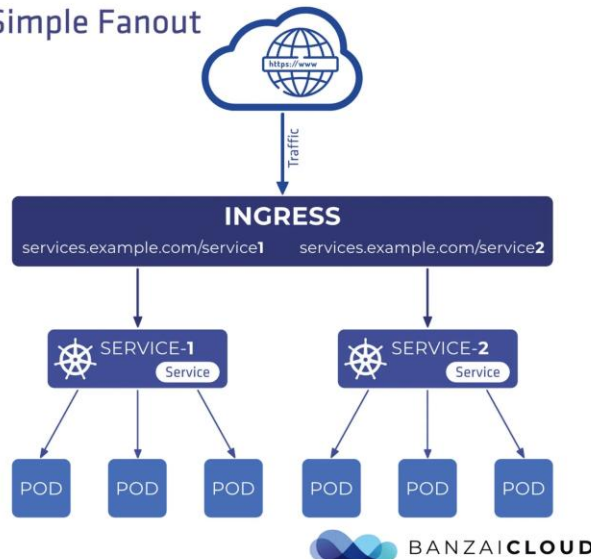 Simple Fanout
https://www
Traffic
INGRESS
services.example.com/service1 services.example.com/service2
SERVICE-1 SERVICE-2
Service Service
POD POD POD POD POD POD
BANZAICLOUD